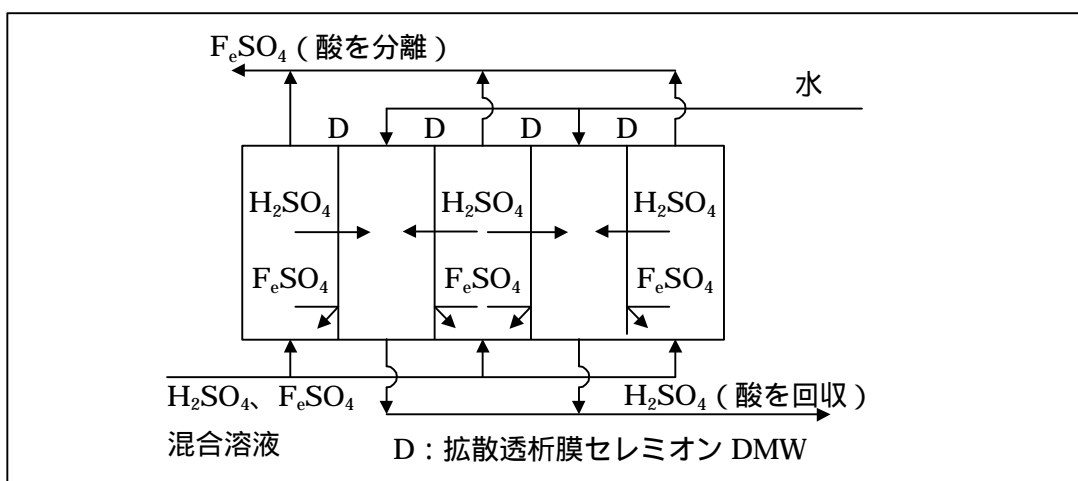 FeSO4（酸を分離）
水
D D D D
H2SO4 H2SO4 H2SO4
FeSO4 FeSO4 FeSO4
H2SO4、FeSO4
混合溶液
H2SO4（酸を回収）
D：拡散透析膜セレミオン DMW